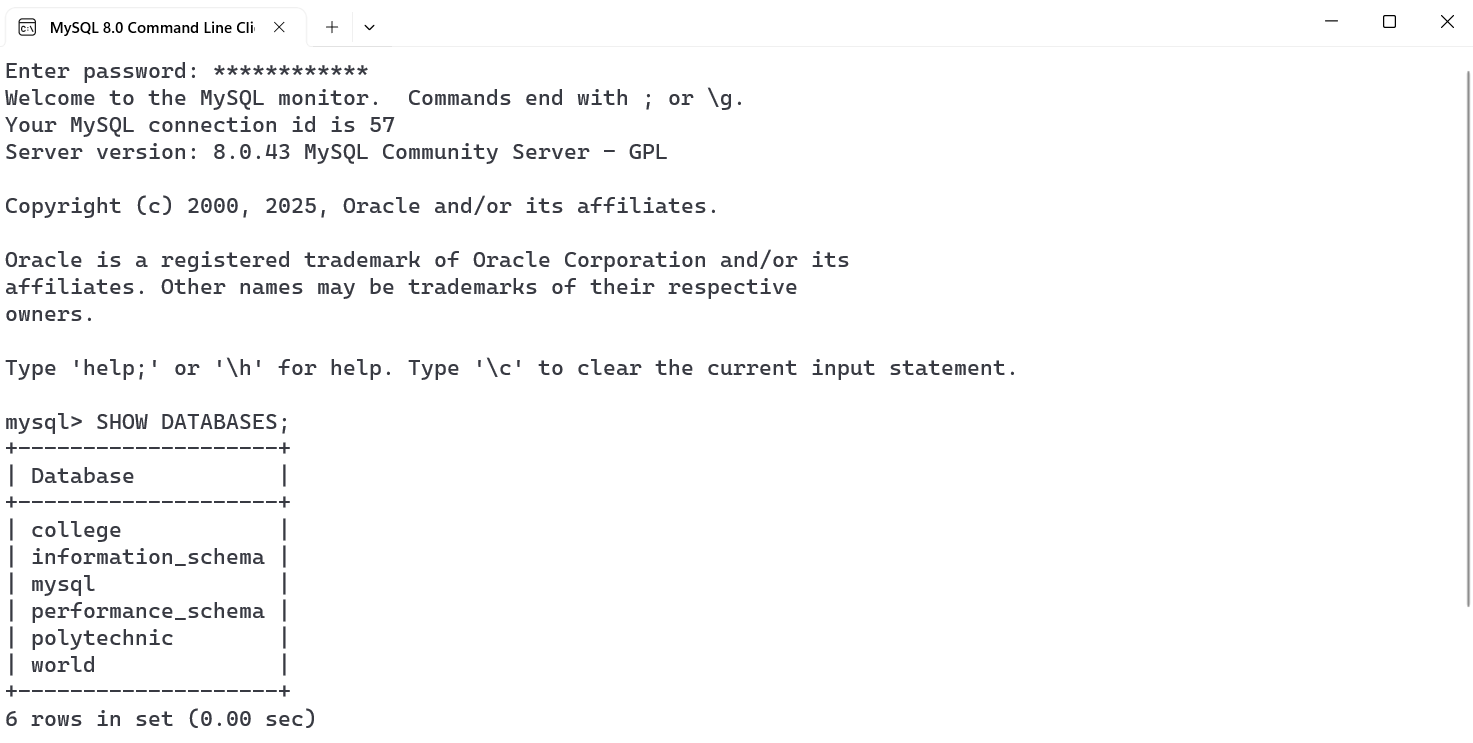 MySQL 8.0 Command Line Cli
Enter password: ************
Welcome to the MySQL monitor.  Commands end with ; or \g.
Your MySQL connection id is 57
Server version: 8.0.43 MySQL Community Server - GPL
Copyright (c) 2000, 2025, Oracle and/or its affiliates.
Oracle is a registered trademark of Oracle Corporation and/or its
affiliates. Other names may be trademarks of their respective
owners.
Type 'help;' or '\h' for help. Type '\c' to clear the current input statement.
mysql> SHOW DATABASES;
+--------------------+
| Database           |
+--------------------+
| college            |
| information_schema |
| mysql              |
| performance_schema |
| polytechnic        |
| world              |
+--------------------+
6 rows in set (0.00 sec)